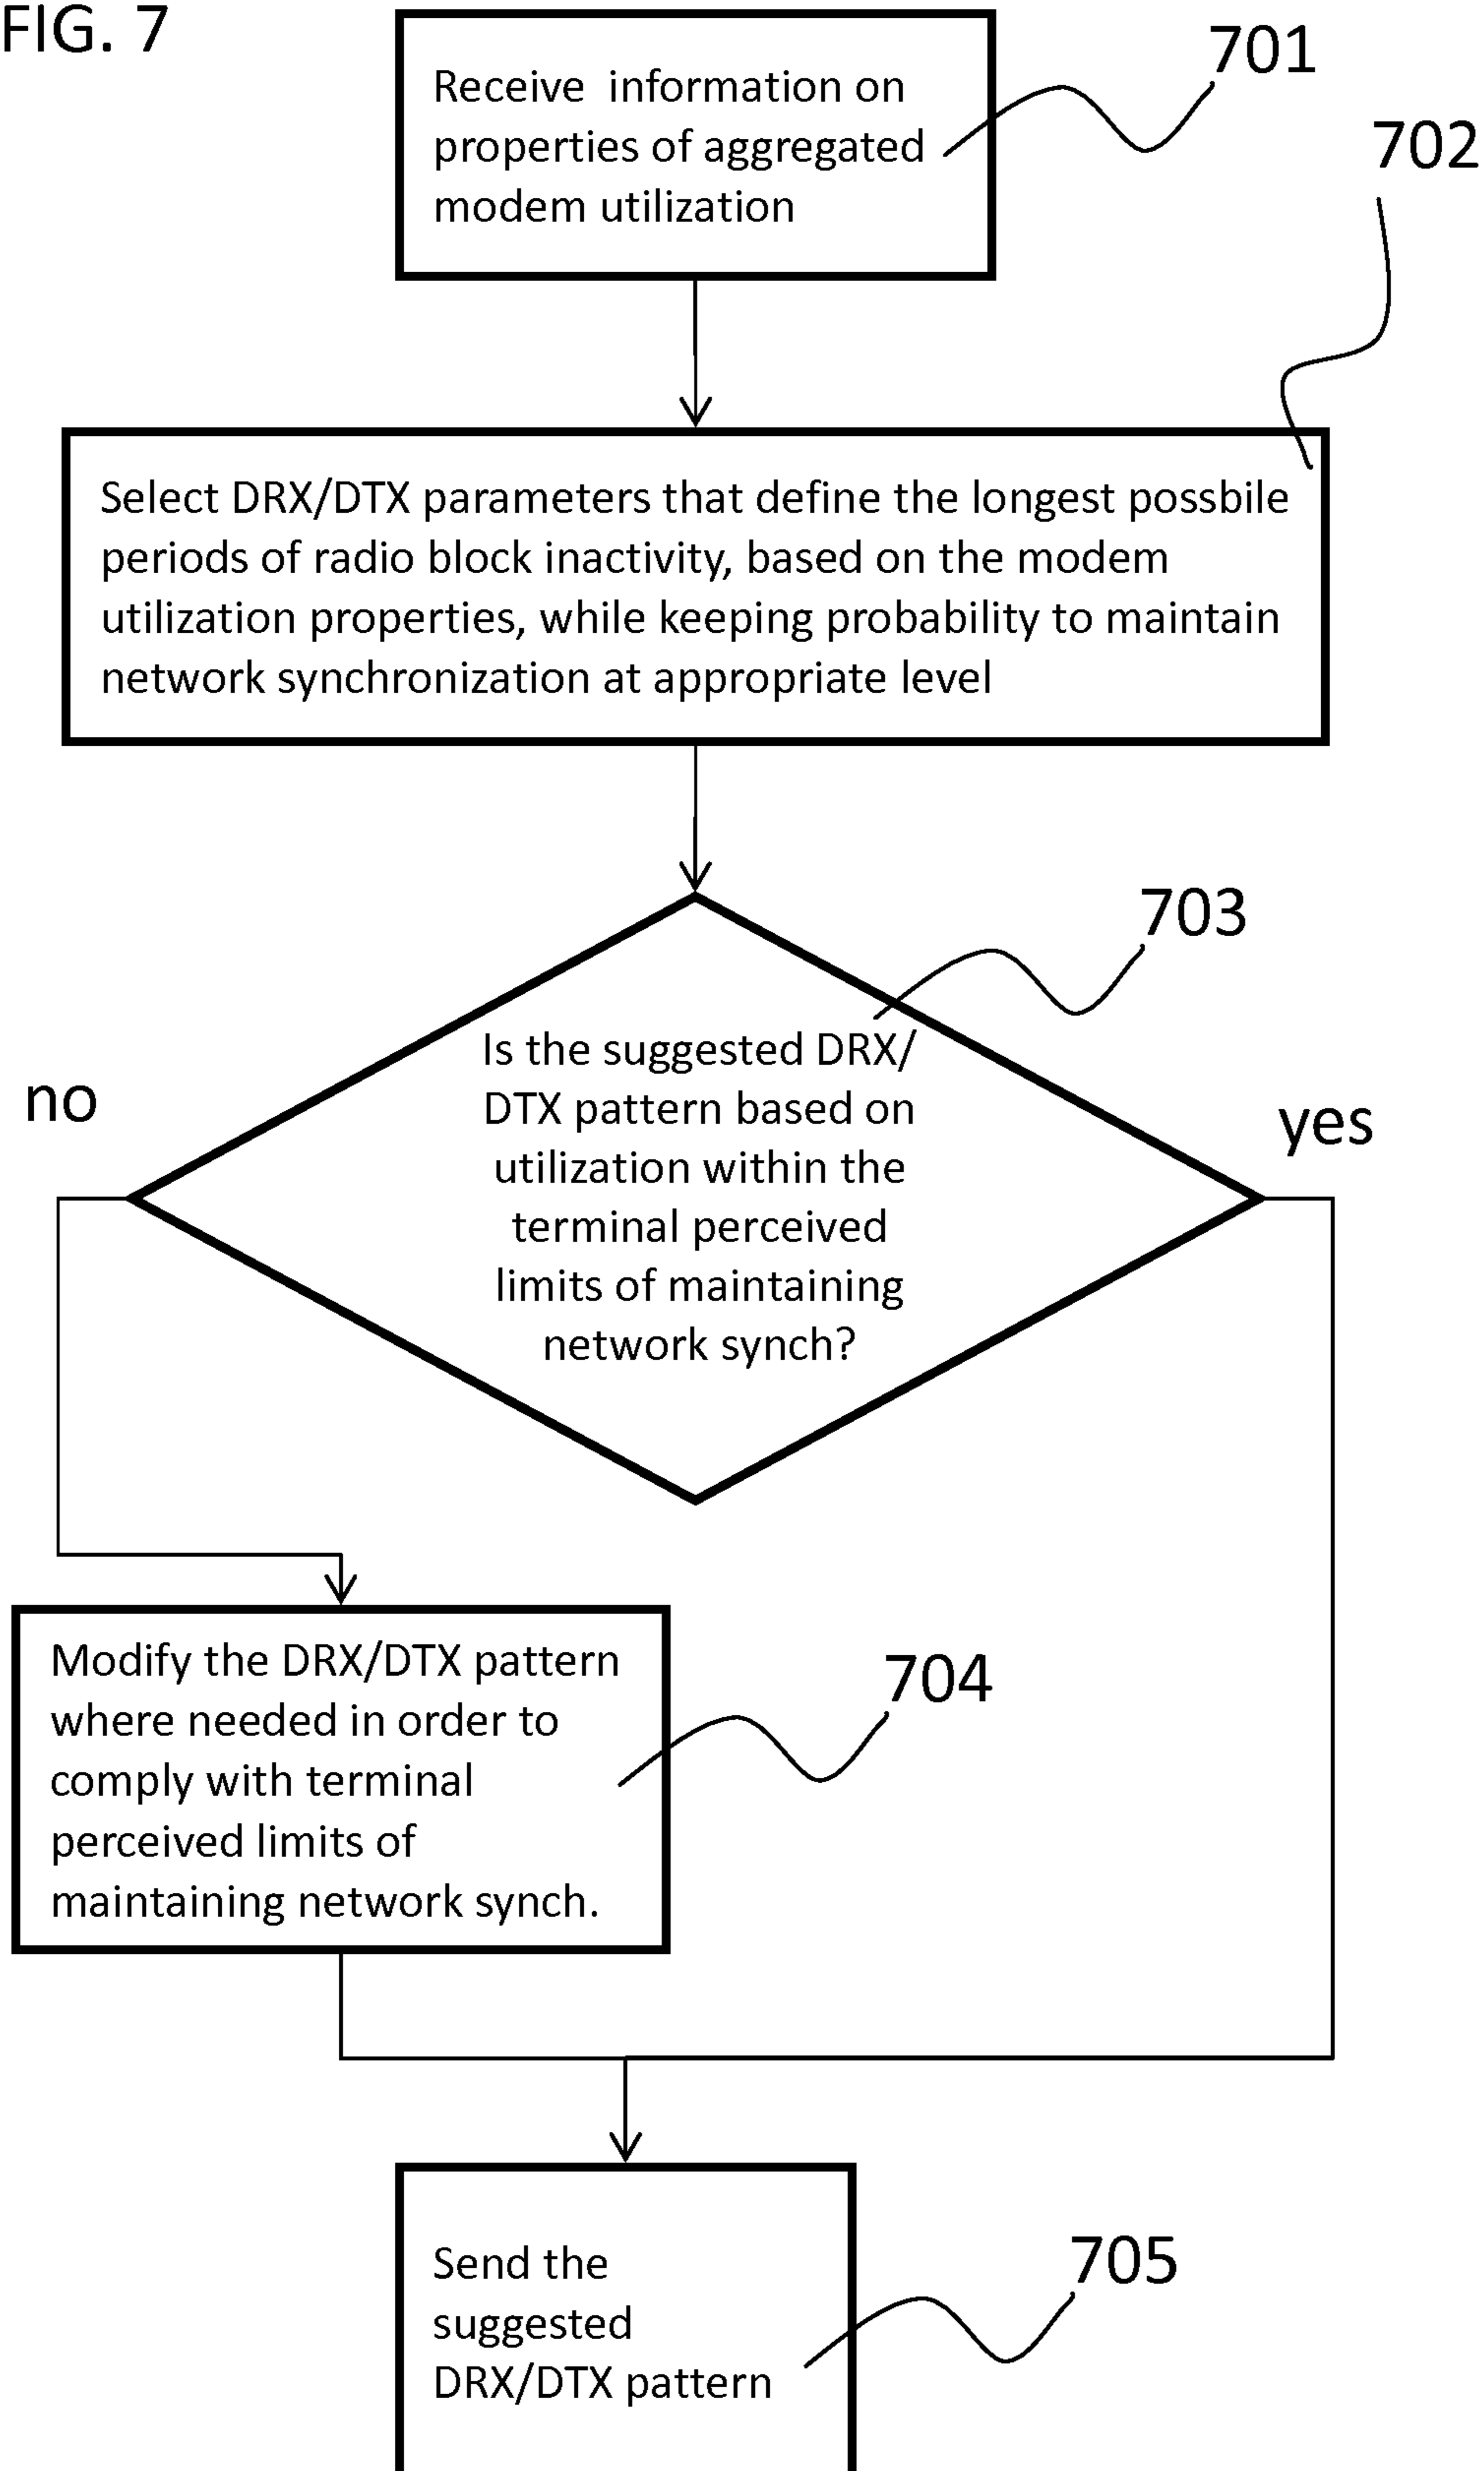 FIG. 7
701
Receive information on
properties of aggregated
modem utilization
702
Select DRX/DTX parameters that define the longest possbile
periods of radio block inactivity, based on the modem
utilization properties, while keeping probability to maintain
network synchronization at appropriate level
703
Is the suggested DRX/
DTX pattern based on
utilization within the
terminal perceived
limits of maintaining
network synch?
no
yes
704
Modify the DRX/DTX pattern
where needed in order to
comply with terminal
perceived limits of
maintaining network synch.
705
Send the
suggested
DRX/DTX pattern